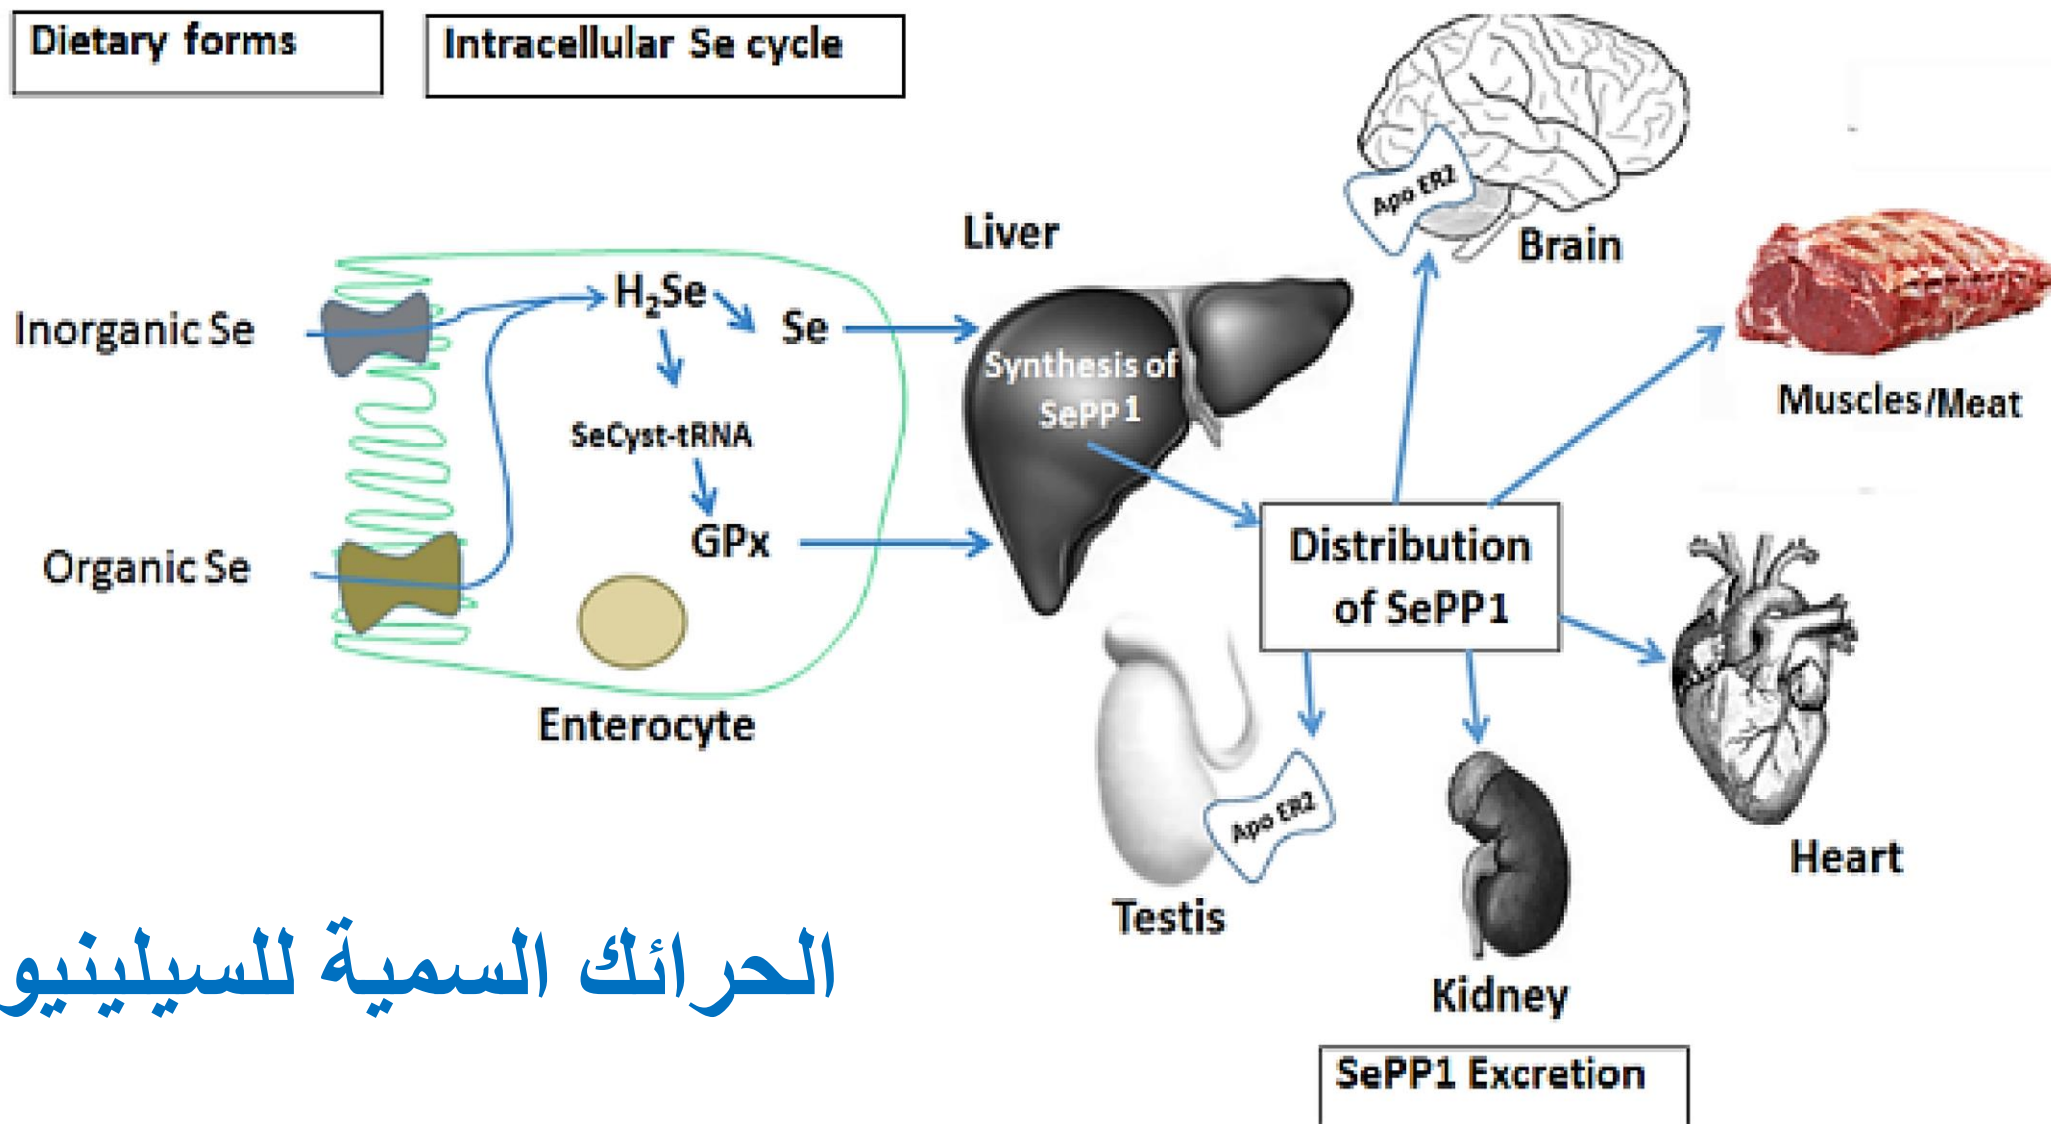 Dietary forms
Intracellular Se cycle
Apo ER2
Brain
Liver
Muscles/Meat
Inorganic Se
H₂Se
Se
Synthesis of
SePP1
SeCyst-tRNA
GPx
Organic Se
Enterocyte
Distribution
of SePP1
Apo ER2
Testis
Kidney
Heart
SePP1 Excretion
الحرائك السمية للسيلينيو